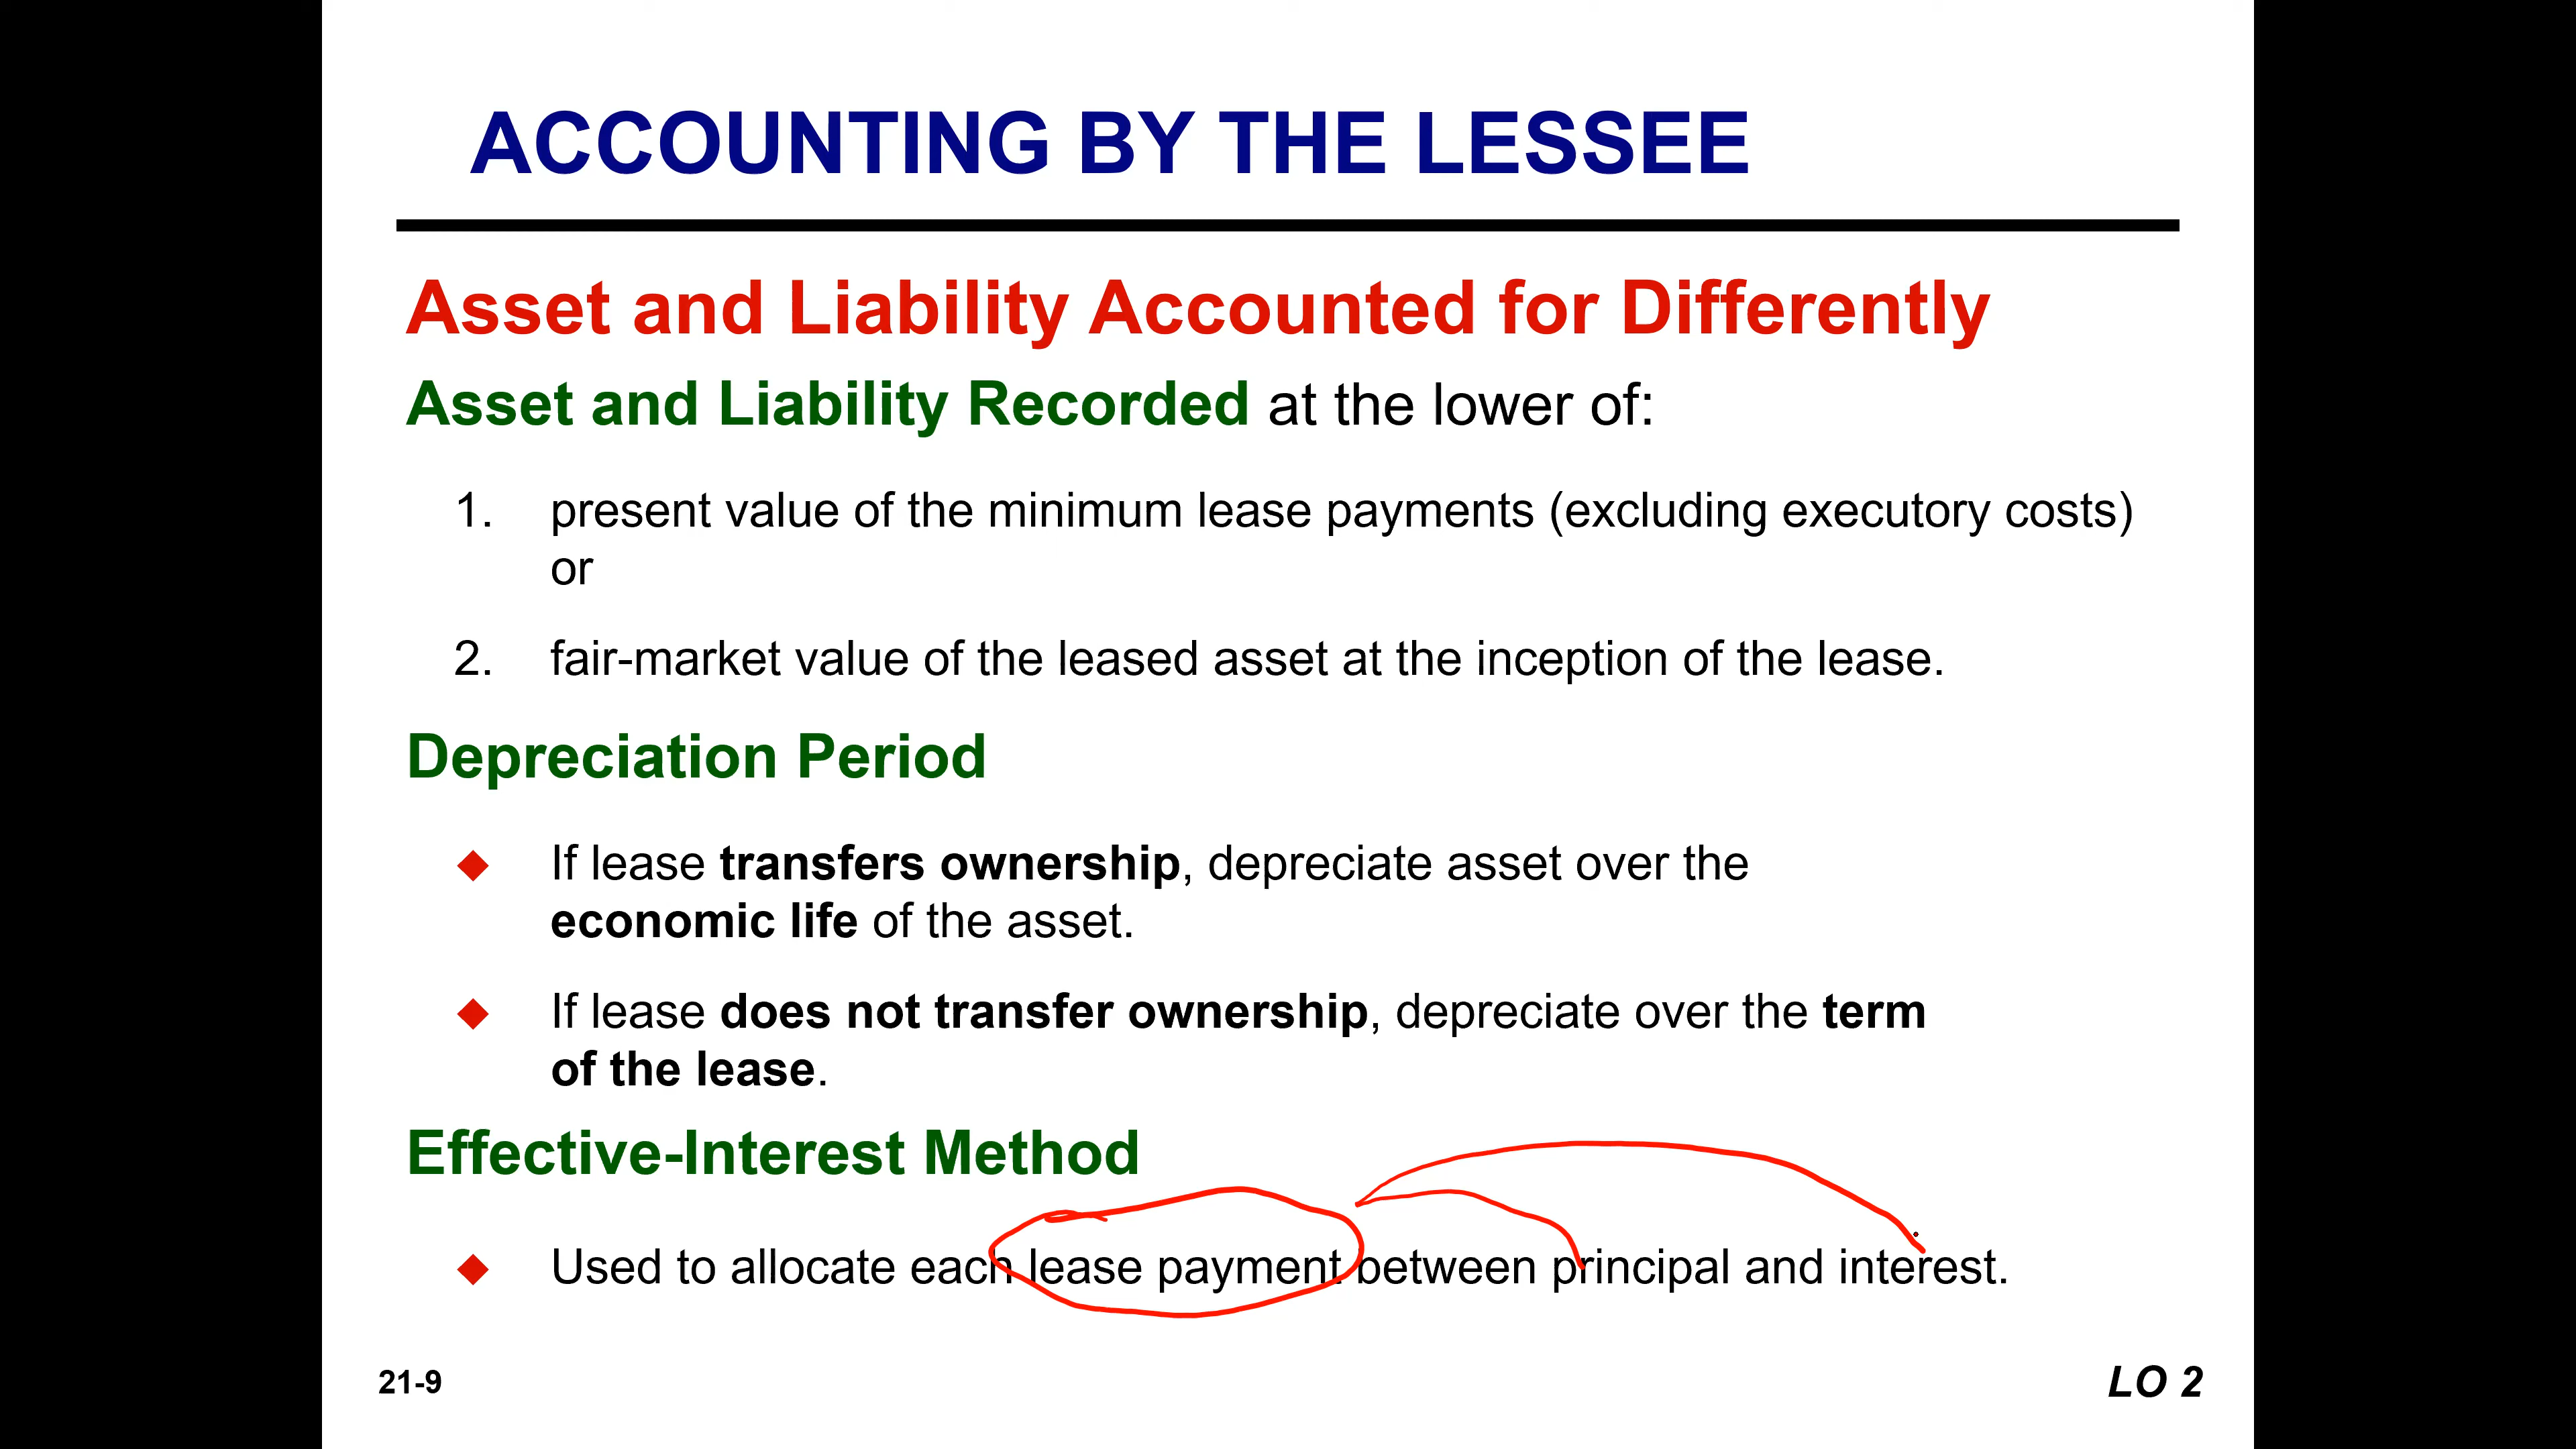 ACCOUNTING BY THE LESSEE
Asset and Liability Accounted for Differently
Asset and Liability Recorded at the lower of:
1. present value of the minimum lease payments (excluding executory costs)
or
2. fair-market value of the leased asset at the inception of the lease.
Depreciation Period
If lease transfers ownership, depreciate asset over the
economic life of the asset.
If lease does not transfer ownership, depreciate over the term
of the lease.
Effective-Interest Method
Used to allocate each lease payment between principal and interest.
21-9
LO 2